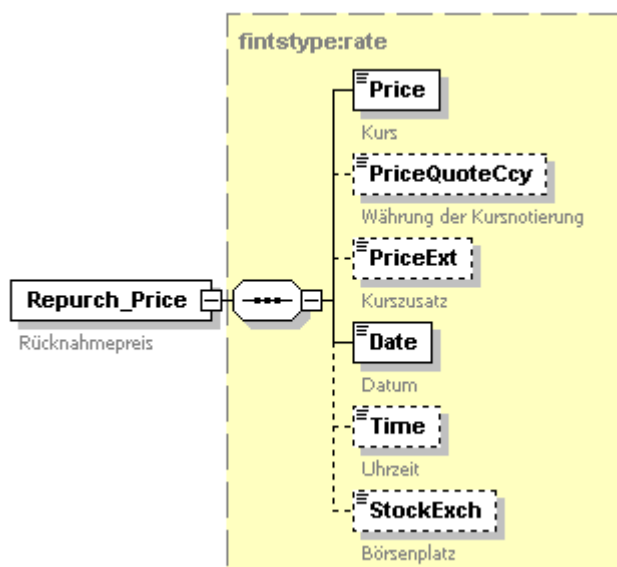 fintstype:rate
Price
Kurs
PriceQuoteCcy
Währung der Kursnotierung
PriceExt
Kurszusatz
Repurch_Price
Rücknahmepreis
Date
Datum
Time
Uhrzeit
StockExch
Börsenplatz